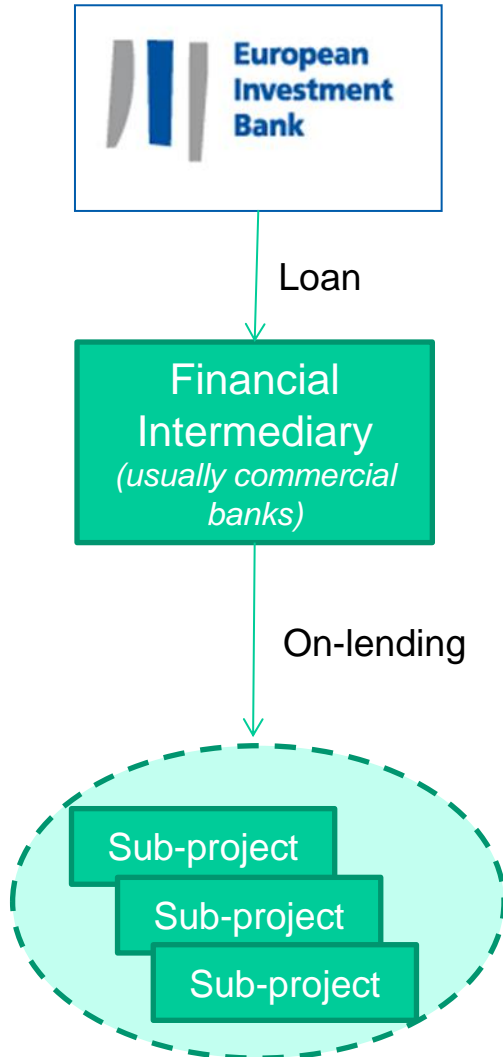 European
Investment
Bank
Loan
Financial
Intermediary
(usually commercial
banks)
On-lending
Sub-project
Sub-project
Sub-project